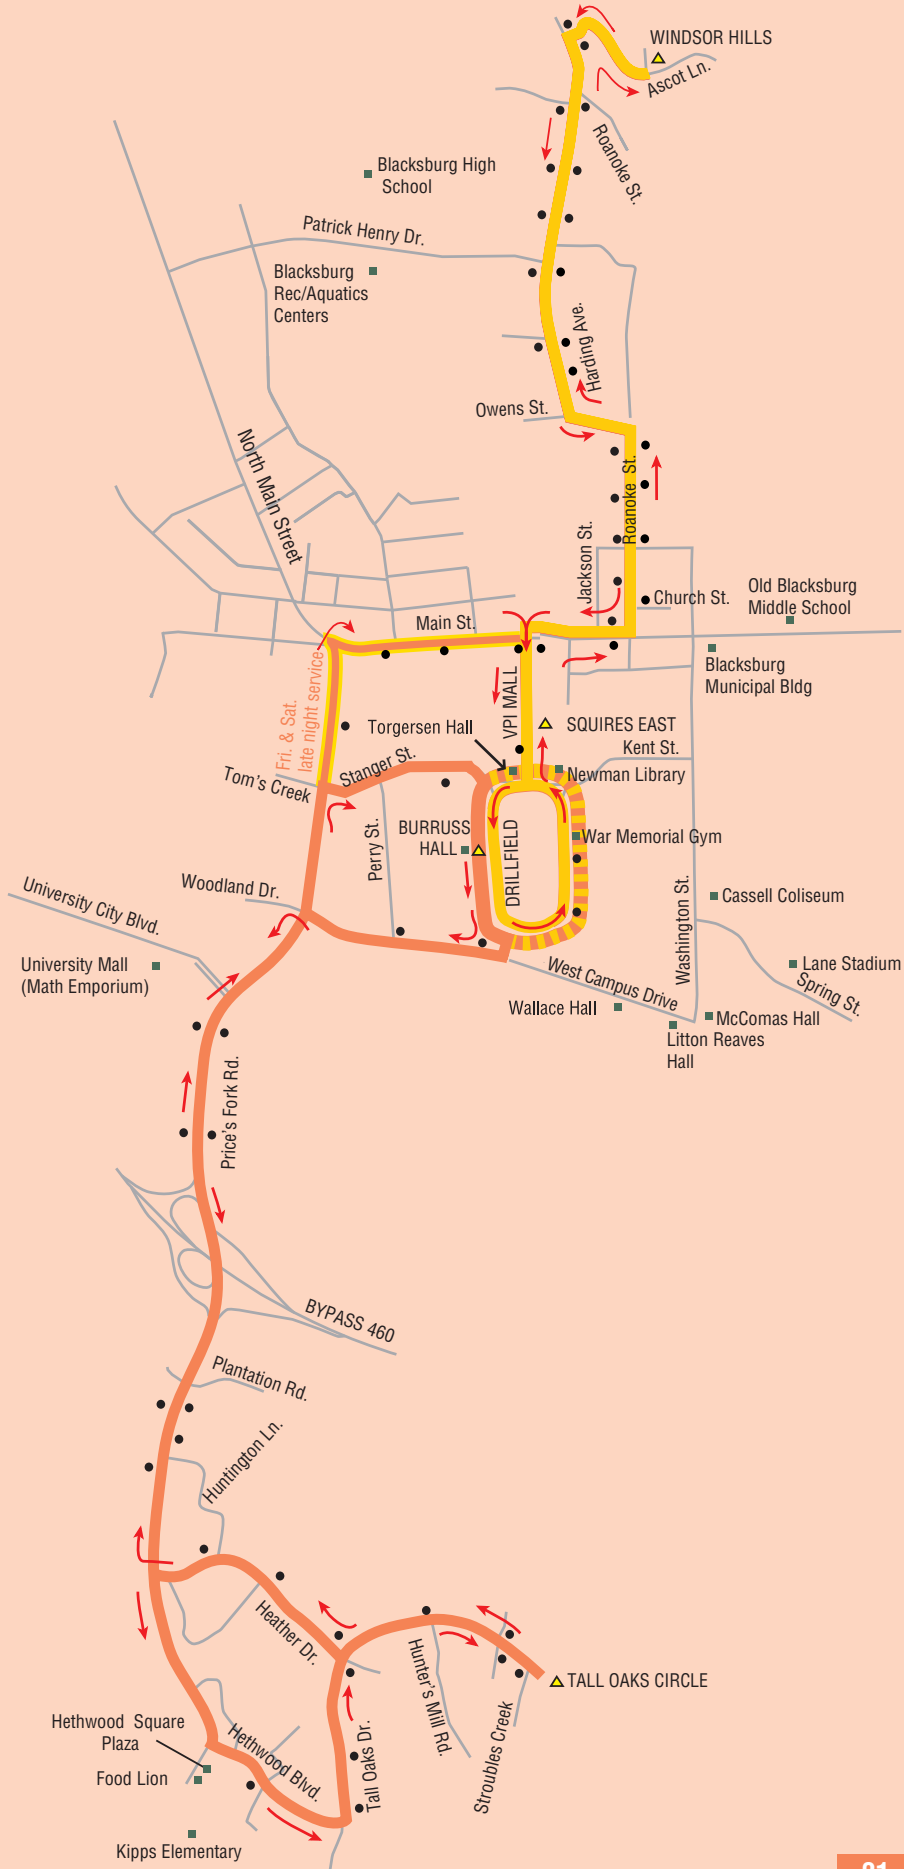 WINDSOR HILLS
Ascot Ln.
Roanoke St.
Blacksburg High
School
Patrick Henry Dr.
Blacksburg
Rec/Aquatics
Centers
Harding Ave.
Owens St.
North Main Street
Roanoke St.
Jackson St.
Church St.
Old Blacksburg
Middle School
Main St.
Blacksburg
Municipal Bldg
Fri. & Sat.
late night service
VPI MALL
Torgersen Hall
SQUIRES EAST
Kent St.
Tom's Creek
Stanger St.
Newman Library
BURRUSS
HALL
Perry St.
DRILLFIELD
War Memorial Gym
Woodland Dr.
University City Blvd.
Washington St.
Cassell Coliseum
University Mall
(Math Emporium)
West Campus Drive
Lane Stadium
Spring St.
Wallace Hall
McComas Hall
Litton Reaves
Hall
Price's Fork Rd.
BYPASS 460
Plantation Rd.
Huntington Ln.
Heather Dr.
Hunter's Mill Rd.
TALL OAKS CIRCLE
Stroubles Creek
Hethwood Square
Plaza
Hethwood Blvd.
Tall Oaks Dr.
Food Lion
Kipps Elementary